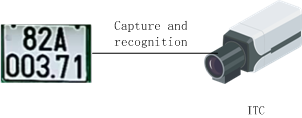 82A
003.71
Capture and
recognition
ITC